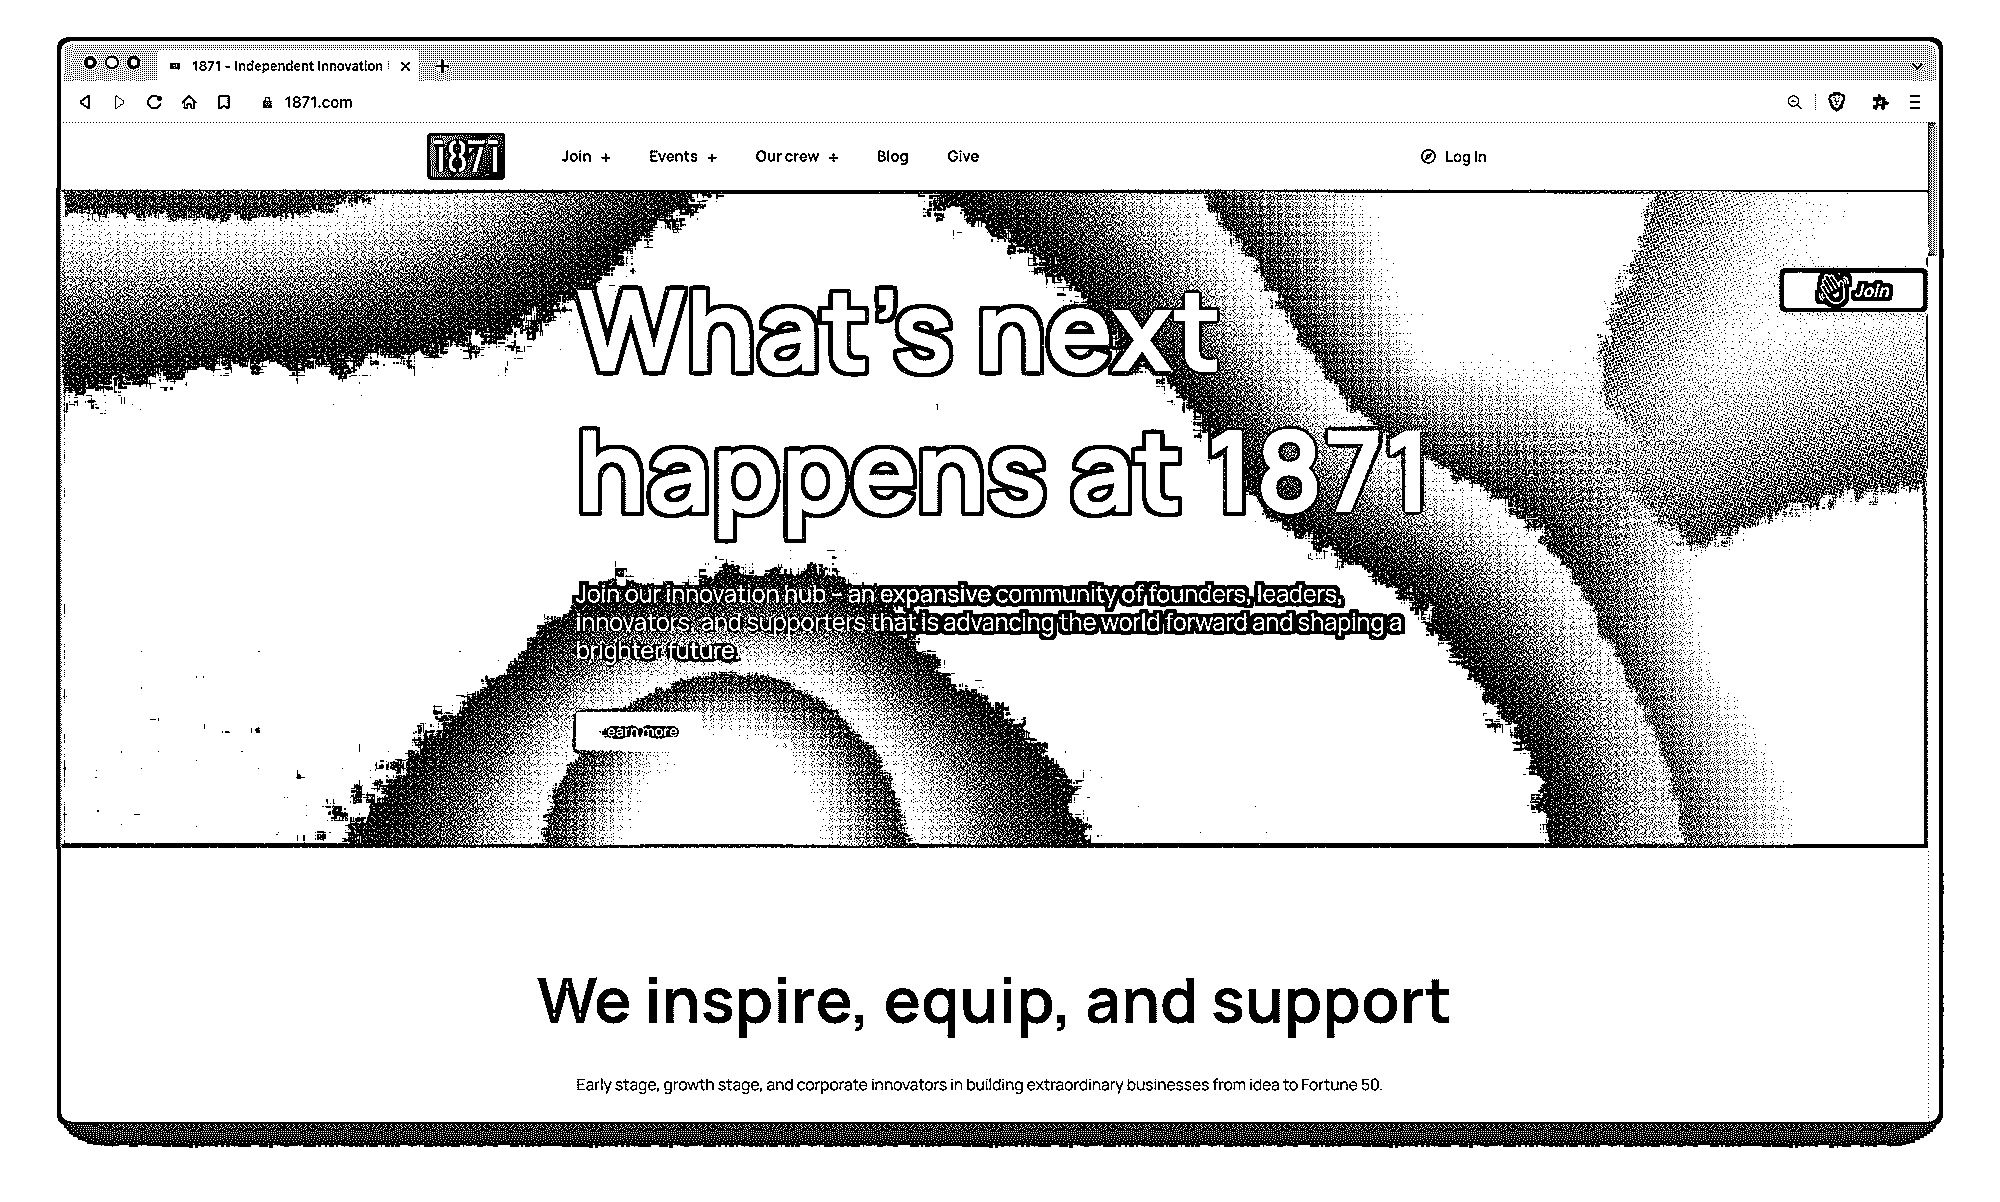 1871 - Independent Innovation
1871.com
1871
Join +
Events +
Our crew +
Blog
Give
Log In
Join
What's next
happens at 1871
Join our innovation hub – an expansive community of founders, leaders,
innovators, and supporters that is advancing the world forward and shaping a
brighter future.
Learn more
We inspire, equip, and support
Early stage, growth stage, and corporate innovators in building extraordinary businesses from idea to Fortune 50.